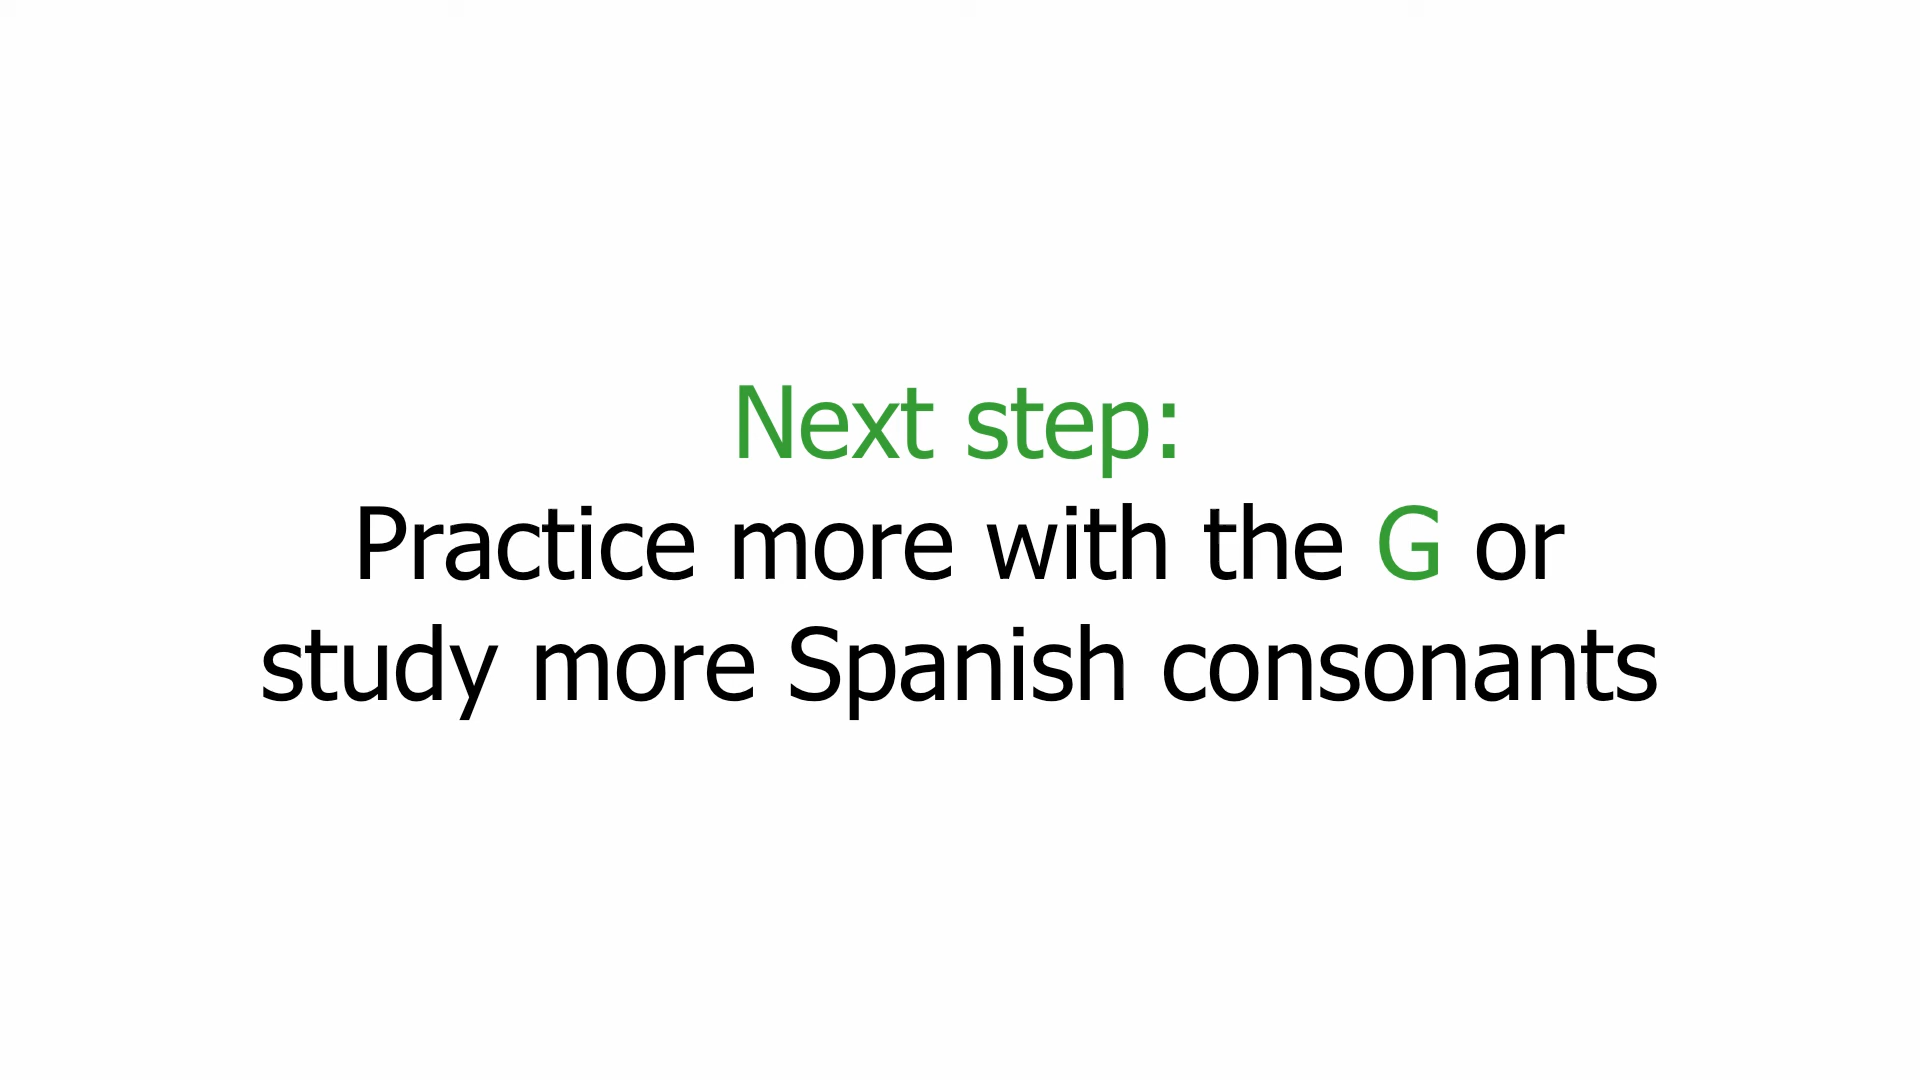 Next step:
Practice more with the G or
study more Spanish consonants